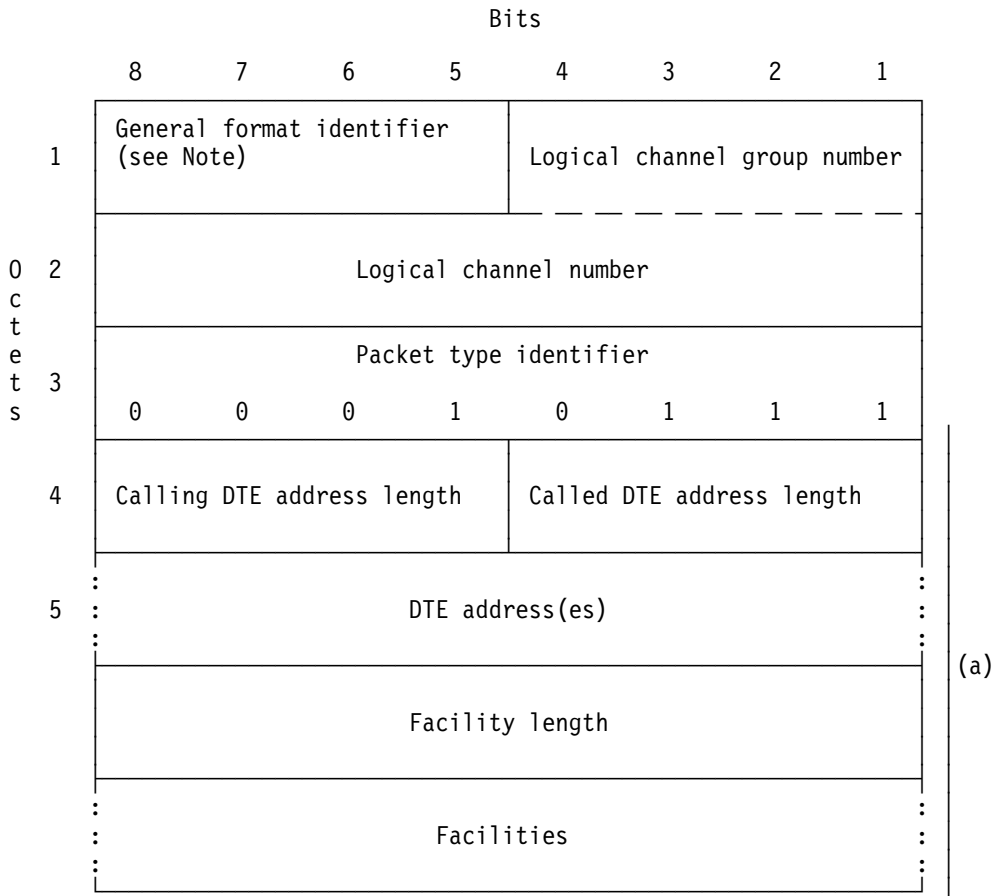 Bits
8 7 6 5 4 3 2 1
General format identifier
(see Note)
1
Logical channel group number
O
c
t
e
t
s
2
Logical channel number
Packet type identifier
3
0 0 0 1 0 1 1 1
4
Calling DTE address length
Called DTE address length
5
DTE address(es)
(a)
Facility length
Facilities